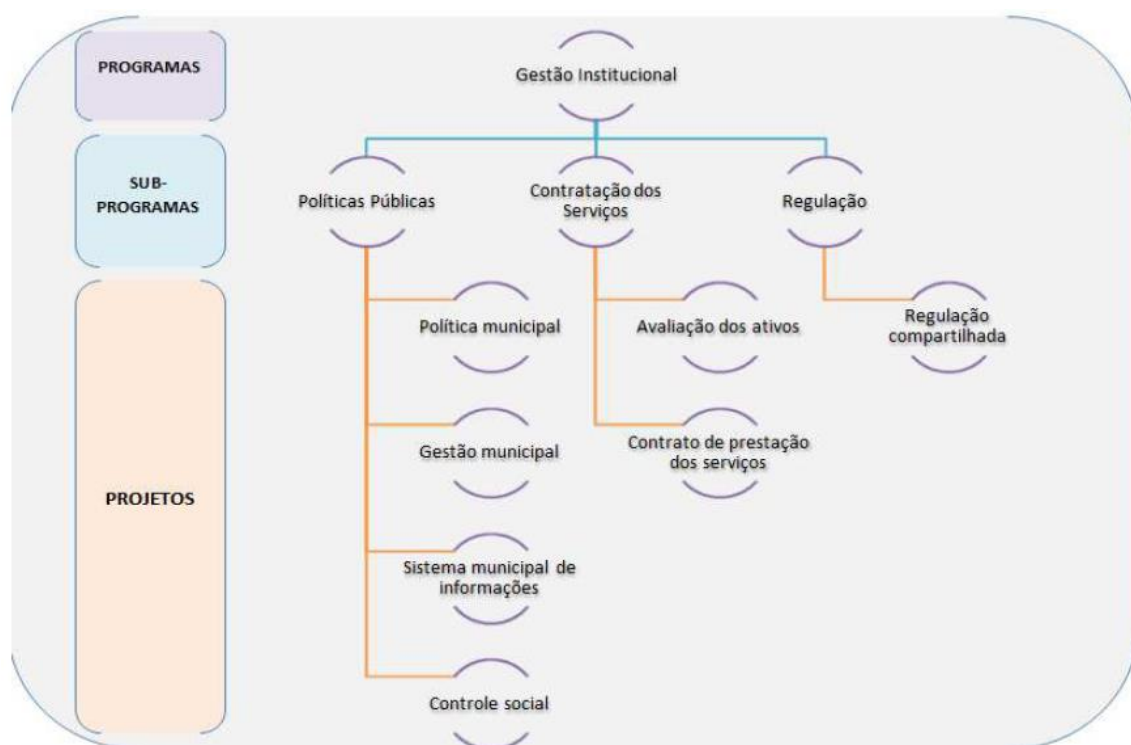 PROGRAMAS
Gestão Institucional
SUB-
PROGRAMAS
Políticas Públicas
Contratação dos
Serviços
Regulação
PROJETOS
Política municipal
Avaliação dos ativos
Regulação
compartilhada
Gestão municipal
Contrato de prestação
dos serviços
Sistema municipal de
informações
Controle social